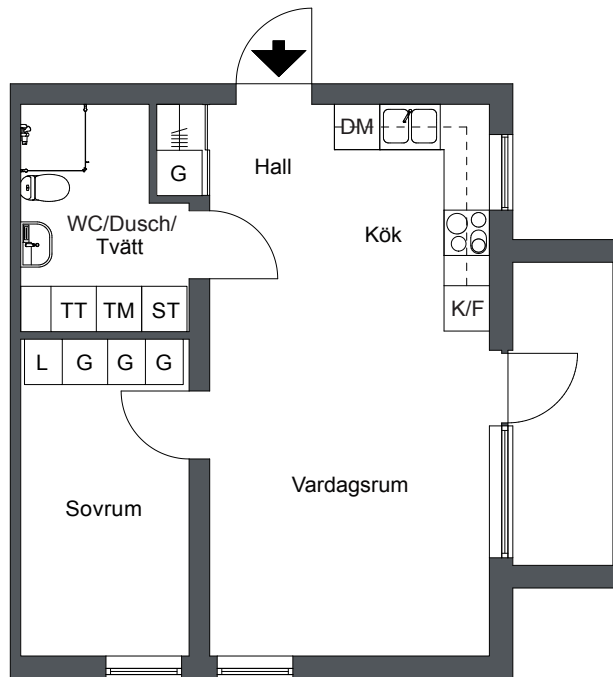 DM
G
Hall
WC/Dusch/
Tvätt
Kök
TT
TM
ST
K/F
L
G
G
G
Vardagsrum
Sovrum